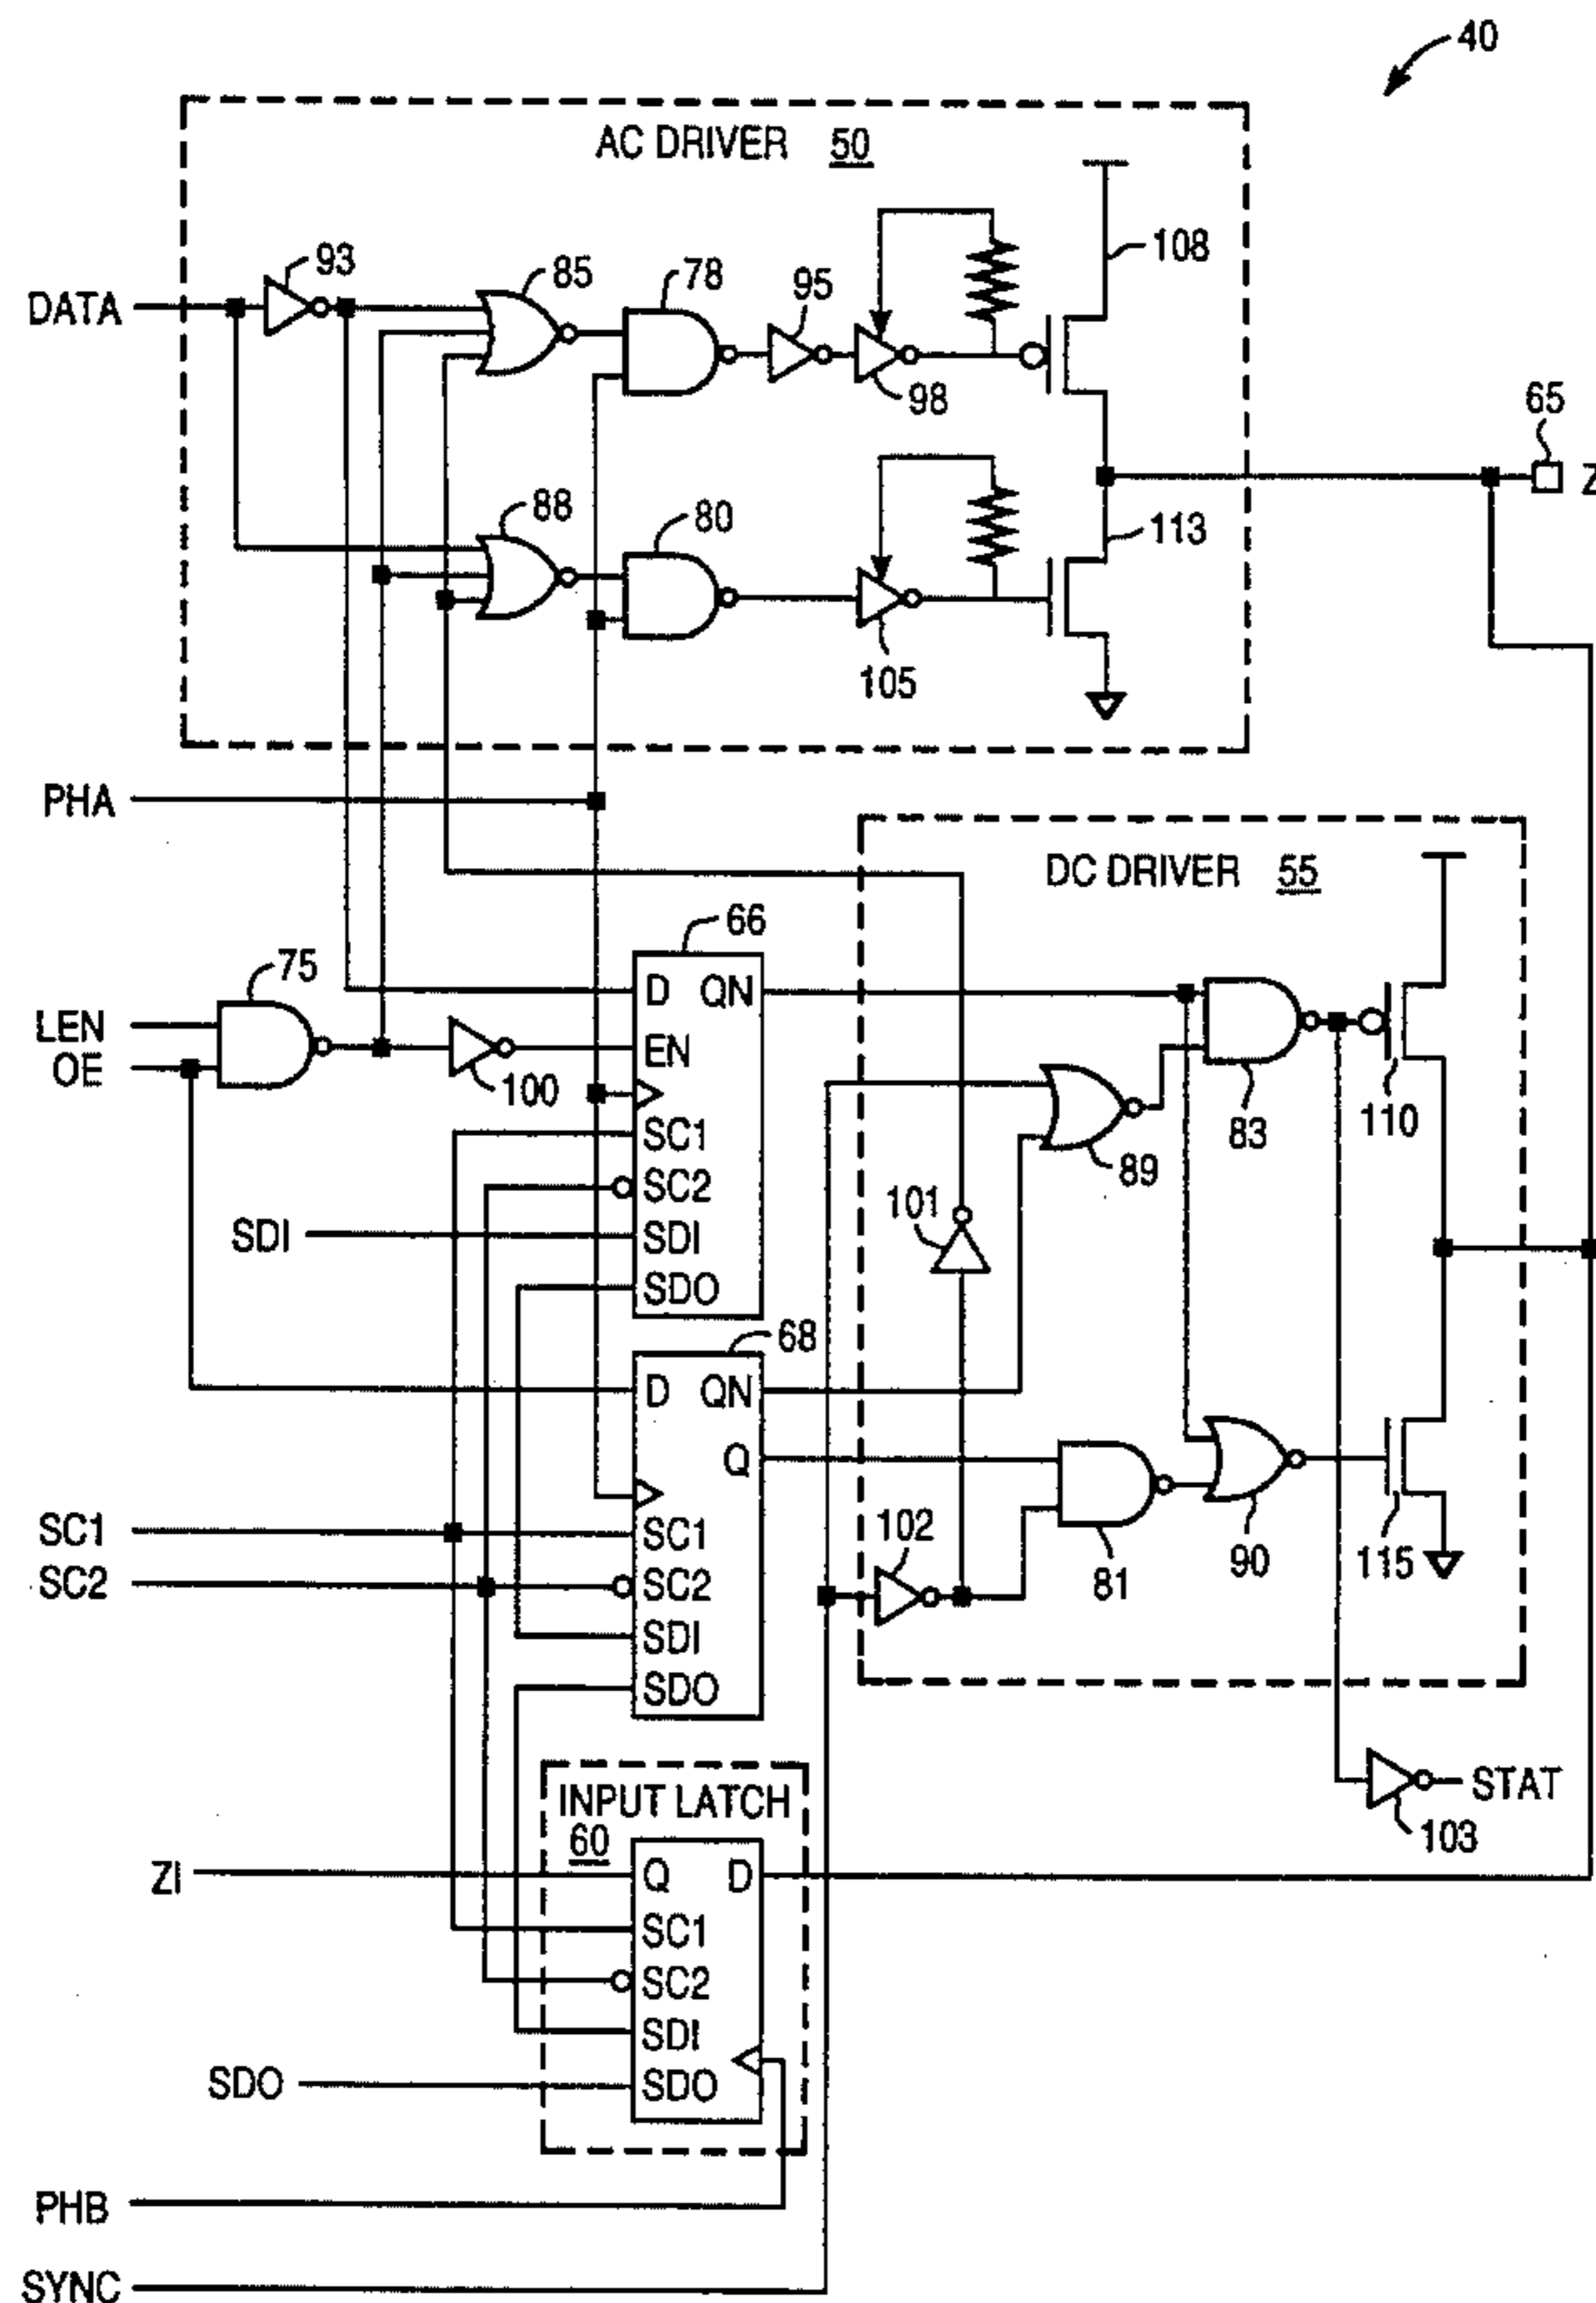 40
AC DRIVER 50
93
85
78
95
108
DATA
98
65
Z
88
80
113
105
PHA
DC DRIVER 55
66
75
D QN
LEN
OE
EN
100
SC1
83
110
89
SC2
101
SDI
SDI
SDO
68
D QN
Q
102
SC1
SC1
90
115
81
SC2
SC2
SDI
SDO
INPUT LATCH
60
STAT
103
ZI
Q D
SC1
SC2
SDI
SDO
SDO
PHB
SYNC